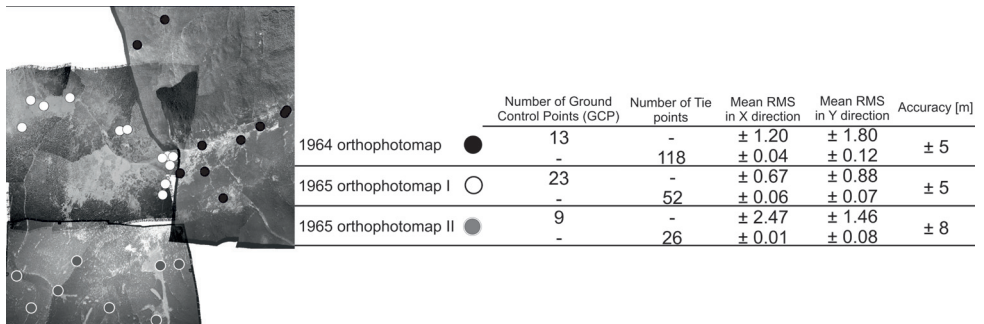 Number of Ground Control Points (GCP) Number of Tie points Mean RMS in X direction Mean RMS in Y direction Accuracy [m]
1964 orthophotomap 13 - ± 1.20 ± 1.80 ± 5
- 118 ± 0.04 ± 0.12
1965 orthophotomap I 23 - ± 0.67 ± 0.88 ± 5
- 52 ± 0.06 ± 0.07
1965 orthophotomap II 9 - ± 2.47 ± 1.46 ± 8
- 26 ± 0.01 ± 0.08